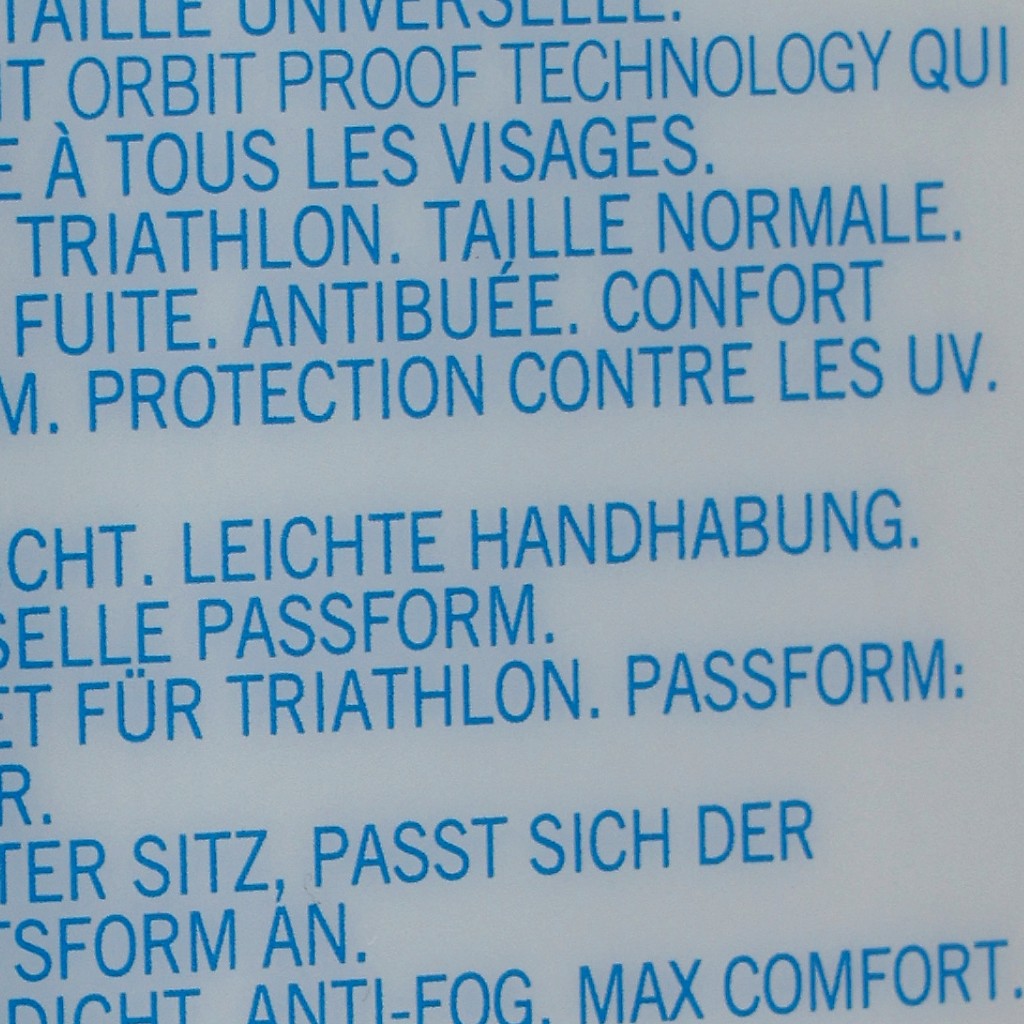 TAILLE UNIVERSELLE.
ORBIT PROOF TECHNOLOGY QUI
À TOUS LES VISAGES.
TRIATHLON. TAILLE NORMALE.
FUITE. ANTIBUÉE. CONFORT
M. PROTECTION CONTRE LES UV.
CHT. LEICHTE HANDHABUNG.
SELLE PASSFORM.
ET FÜR TRIATHLON. PASSFORM:
R.
TER SITZ, PASST SICH DER
TSFORM AN.
DICHT. ANTI-FOG. MAX COMFORT.